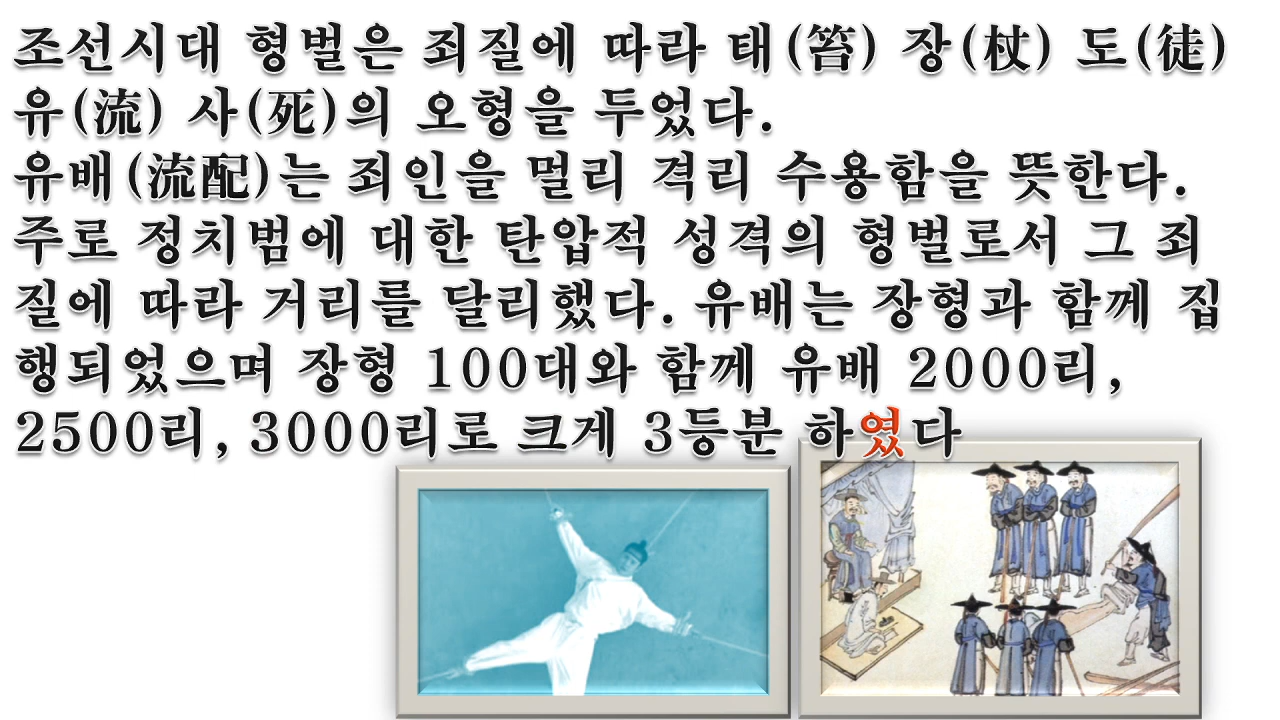 조선시대 형벌은 죄질에 따라 태(笞) 장(杖) 도(徒)
유(流) 사(死)의 오형을 두었다.
유배(流配)는 죄인을 멀리 격리 수용함을 뜻한다.
주로 정치범에 대한 탄압적 성격의 형벌로서 그 죄
질에 따라 거리를 달리했다. 유배는 장형과 함께 집
행되었으며 장형 100대와 함께 유배 2000리,
2500리, 3000리로 크게 3등분 하였다